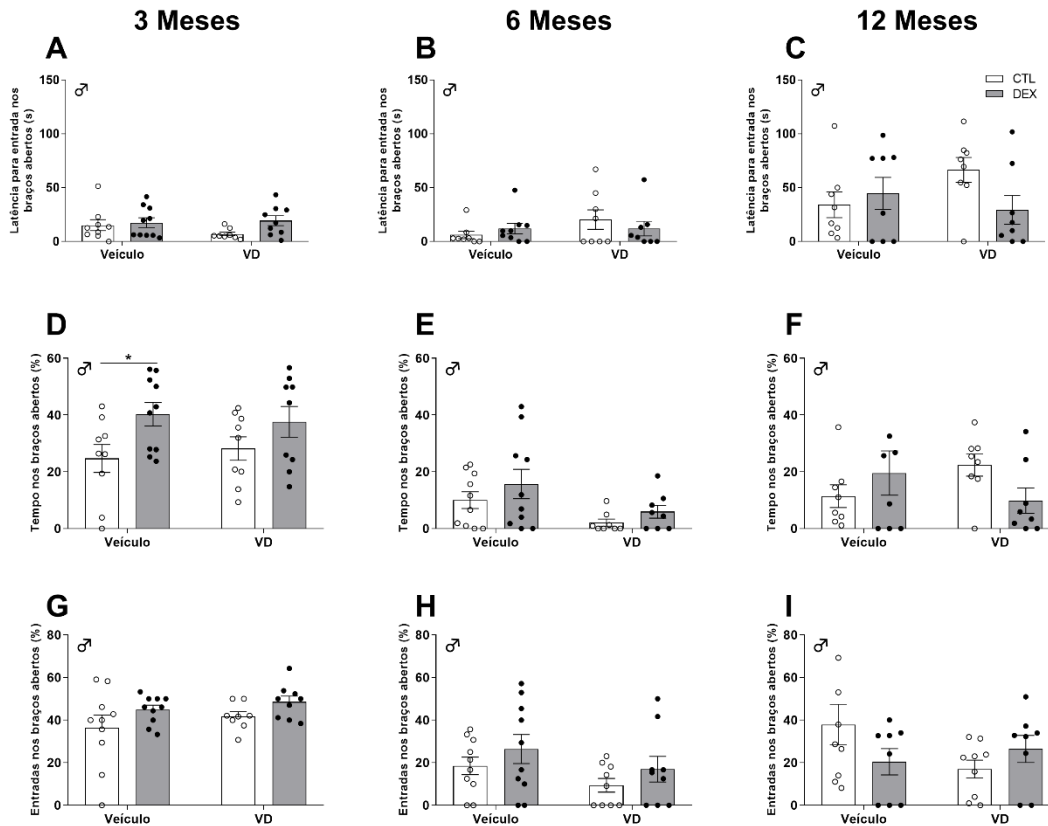 3 Meses
6 Meses
12 Meses
A
B
C
Latência para entrada nos
braços abertos (s)
150
100
50
0
♂
Veículo
VD
Latência para entrada nos
braços abertos (s)
150
100
50
0
♂
Veículo
VD
Latência para entrada nos
braços abertos (s)
150
100
50
0
♂
CTL
DEX
Veículo
VD
D
E
F
Tempo nos braços abertos (%)
60
40
20
0
♂
*
Veículo
VD
Tempo nos braços abertos (%)
60
40
20
0
♂
Veículo
VD
Tempo nos braços abertos (%)
60
40
20
0
♂
Veículo
VD
G
H
I
Entradas nos braços abertos (%)
80
60
40
20
0
♂
Veículo
VD
Entradas nos braços abertos (%)
80
60
40
20
0
♂
Veículo
VD
Entradas nos braços abertos (%)
80
60
40
20
0
♂
Veículo
VD